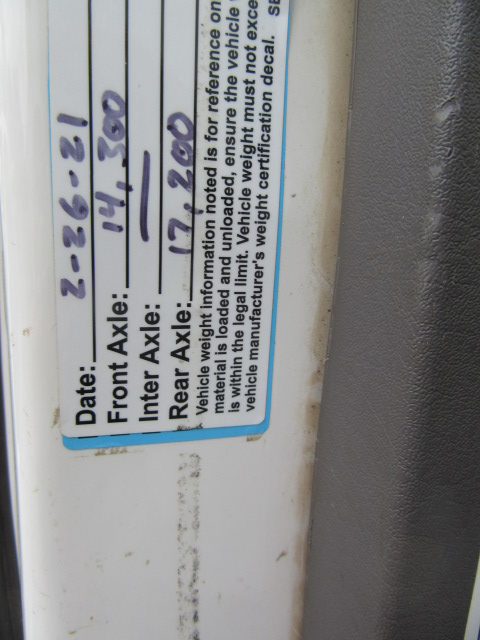 Date: 2-26-21
Front Axle: 14,300
Inter Axle: —
Rear Axle: 17,200
Vehicle weight information noted is for reference on
material is loaded and unloaded, ensure the vehicle
is within the legal limit. Vehicle weight must not exce
vehicle manufacturer's weight certification decal. SE